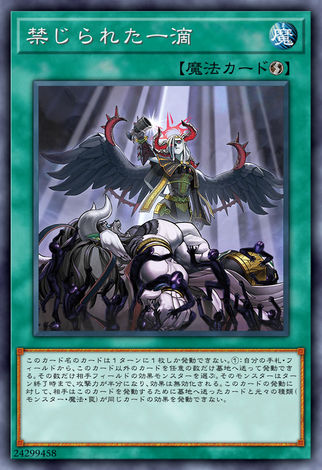 禁じられた一滴
魔
【魔法カード】
このカード名のカードは1ターンに1枚しか発動できない。①:自分の手札・フィ
ールドから、このカード以外のカードを任意の数だけ墓地へ送って発動でき
る。その数だけ相手フィールドの効果モンスターを選ぶ。そのモンスターはター
ン終了時まで、攻撃力が半分になり、効果は無効化される。このカードの発動に
対して、相手はこのカードを発動するために墓地へ送ったカードと元々の種類(
モンスター・魔法・罠)が同じカードの効果を発動できない。
24299458